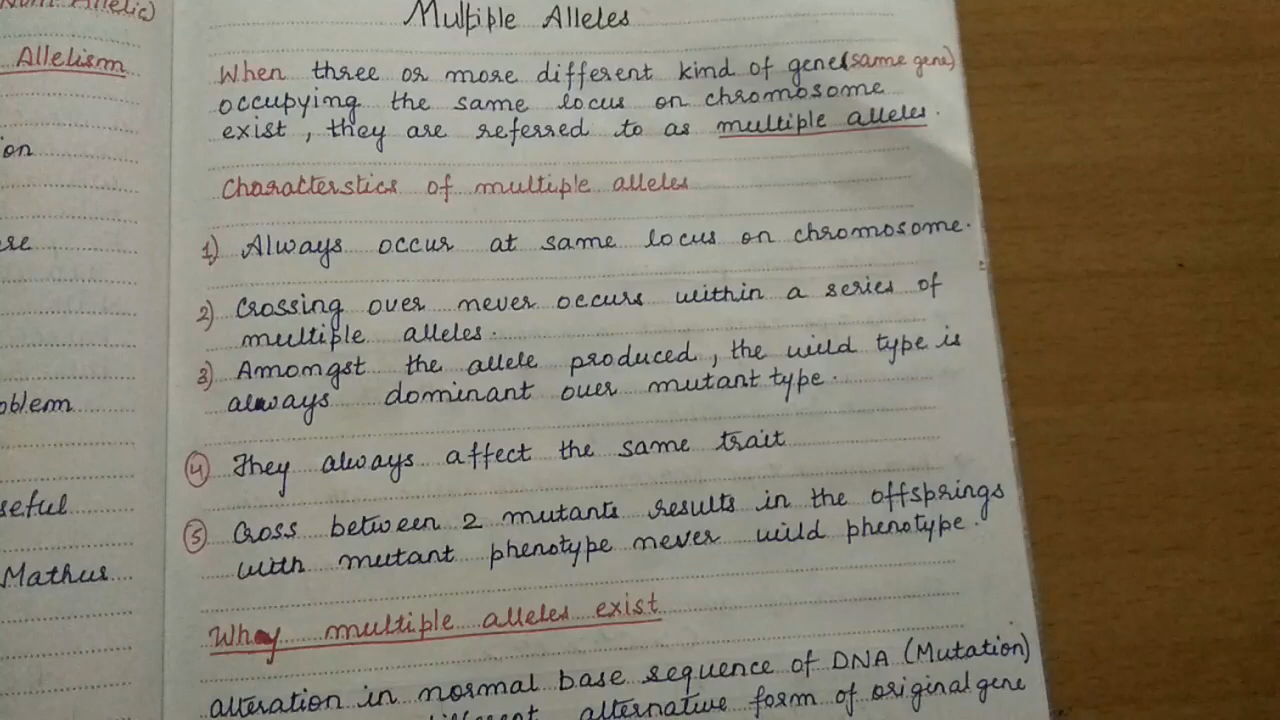 Allelism
on
ere
oblem
seful
Mathur
Multiple Alleles
When three or more different kind of gene(same gene)
occupying the same locus on chromosome
exist, they are referred to as multiple alleles.
Characterstics of multiple alleles
1) Always occur at same locus on chromosome.
2) Crossing over never occurs within a series of
multiple alleles.
3) Amongst the allele produced, the wild type is
always dominant over mutant type.
4) They always affect the same trait
5) Cross between 2 mutants results in the offsprings
with mutant phenotype never wild phenotype.
Why multiple alleles exist
alteration in normal base sequence of DNA (Mutation)
alternative form of original gene